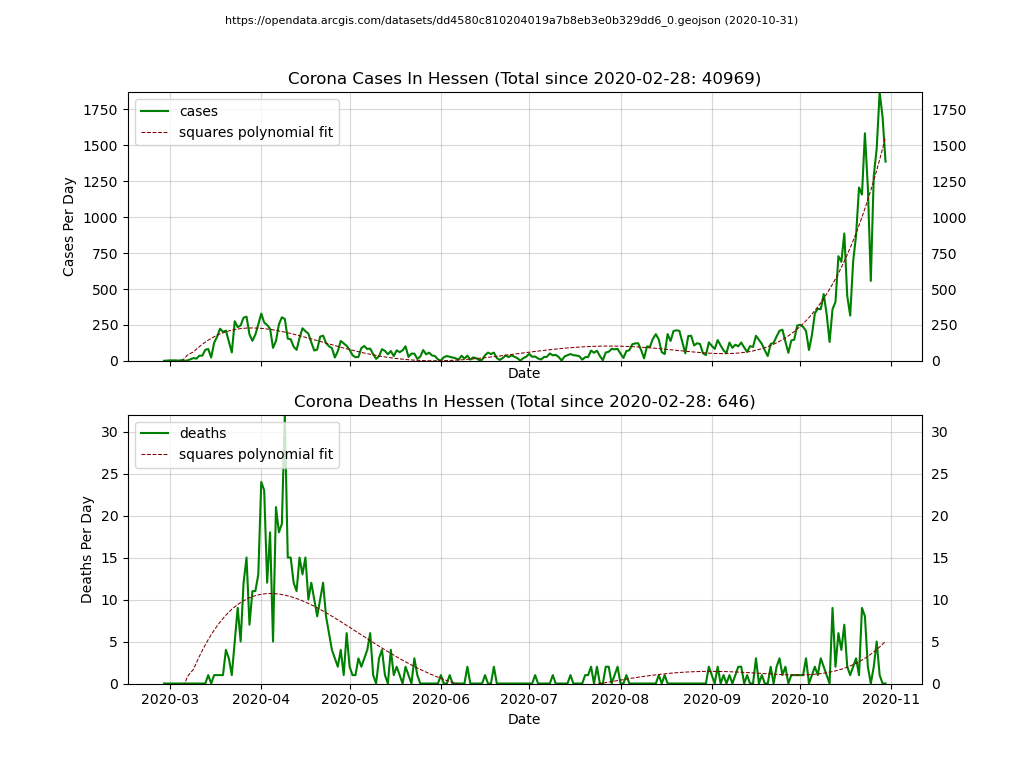 https://opendata.arcgis.com/datasets/dd4580c810204019a7b8eb3e0b329dd6_0.geojson (2020-10-31)
Corona Cases In Hessen (Total since 2020-02-28: 40969)
cases
squares polynomial fit
Cases Per Day
1750 1750
1500 1500
1250 1250
1000 1000
750 750
500 500
250 250
0 0
Date
Corona Deaths In Hessen (Total since 2020-02-28: 646)
deaths
squares polynomial fit
Deaths Per Day
30 30
25 25
20 20
15 15
10 10
5 5
0 0
2020-03 2020-04 2020-05 2020-06 2020-07 2020-08 2020-09 2020-10 2020-11
Date